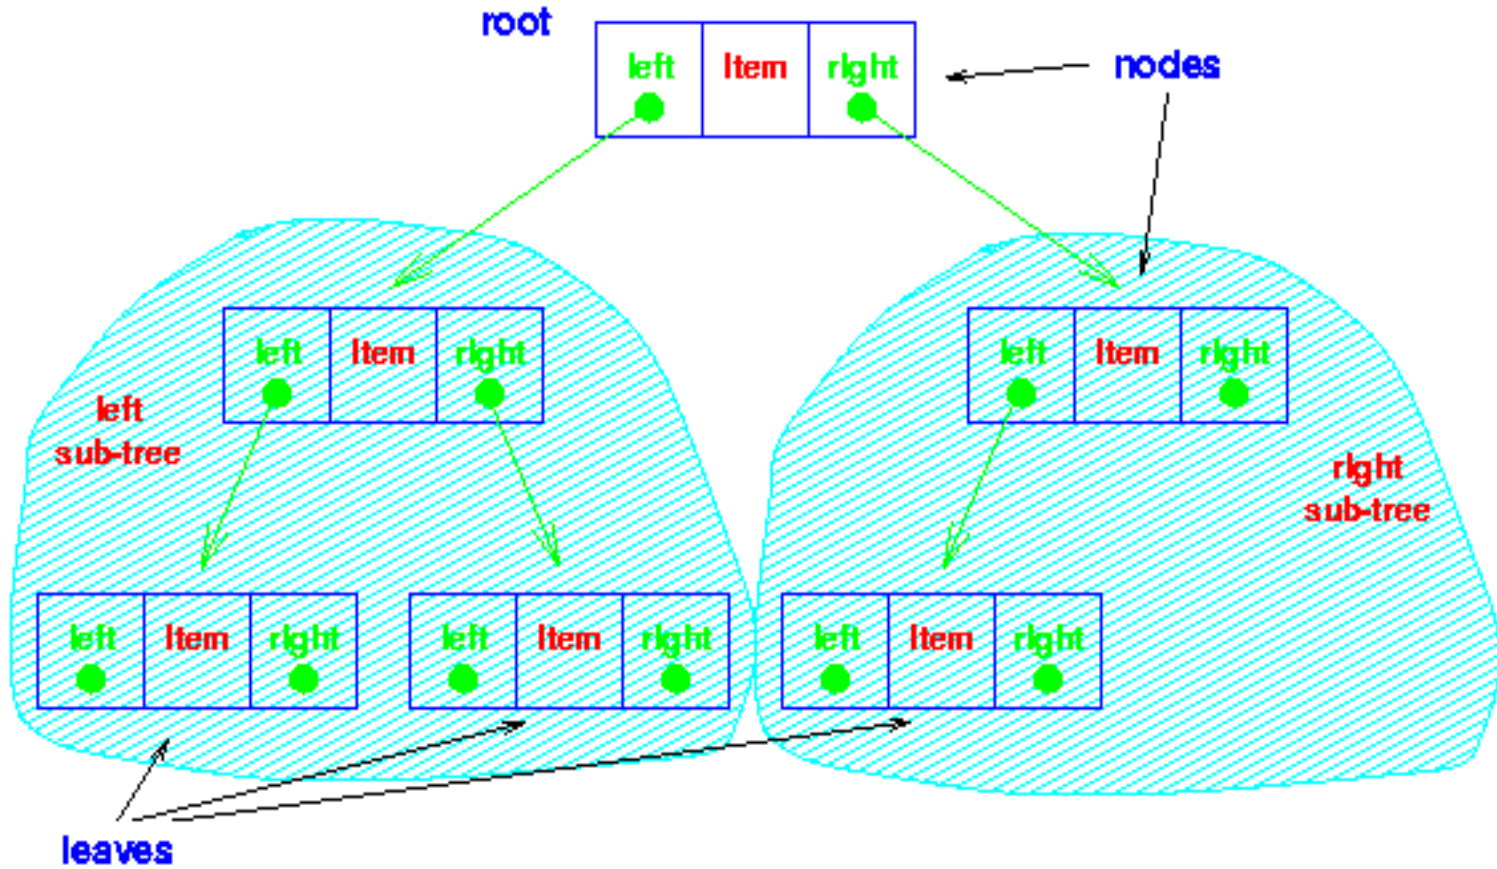 root
left Item right
nodes
left Item right
left Item right
left
sub-tree
right
sub-tree
left Item right
left Item right
left Item right
leaves